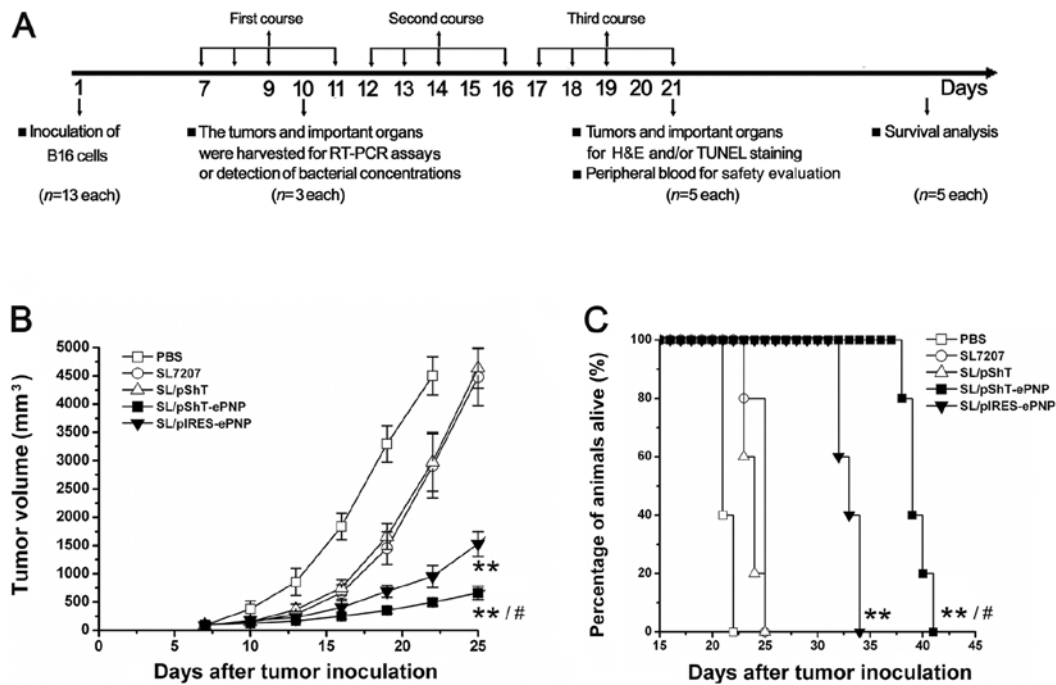 A
First course
Second course
Third course
1 7 9 10 11 12 13 14 15 16 17 18 19 20 21 Days
■ Inoculation of
B16 cells
(n=13 each)
■ The tumors and important organs
were harvested for RT-PCR assays
or detection of bacterial concentrations
(n=3 each)
■ Tumors and important organs
for H&E and/or TUNEL staining
■ Peripheral blood for safety evaluation
(n=5 each)
■ Survival analysis
(n=5 each)
B
Tumor volume (mm³)
5000
4500
4000
3500
3000
2500
2000
1500
1000
500
0
PBS
SL7207
SL/pShT
SL/pShT-ePNP
SL/pIRES-ePNP
**
** / #
0 5 10 15 20 25
Days after tumor inoculation
C
Percentage of animals alive (%)
100
80
60
40
20
0
PBS
SL7207
SL/pShT
SL/pShT-ePNP
SL/pIRES-ePNP
**
** / #
15 20 25 30 35 40 45
Days after tumor inoculation